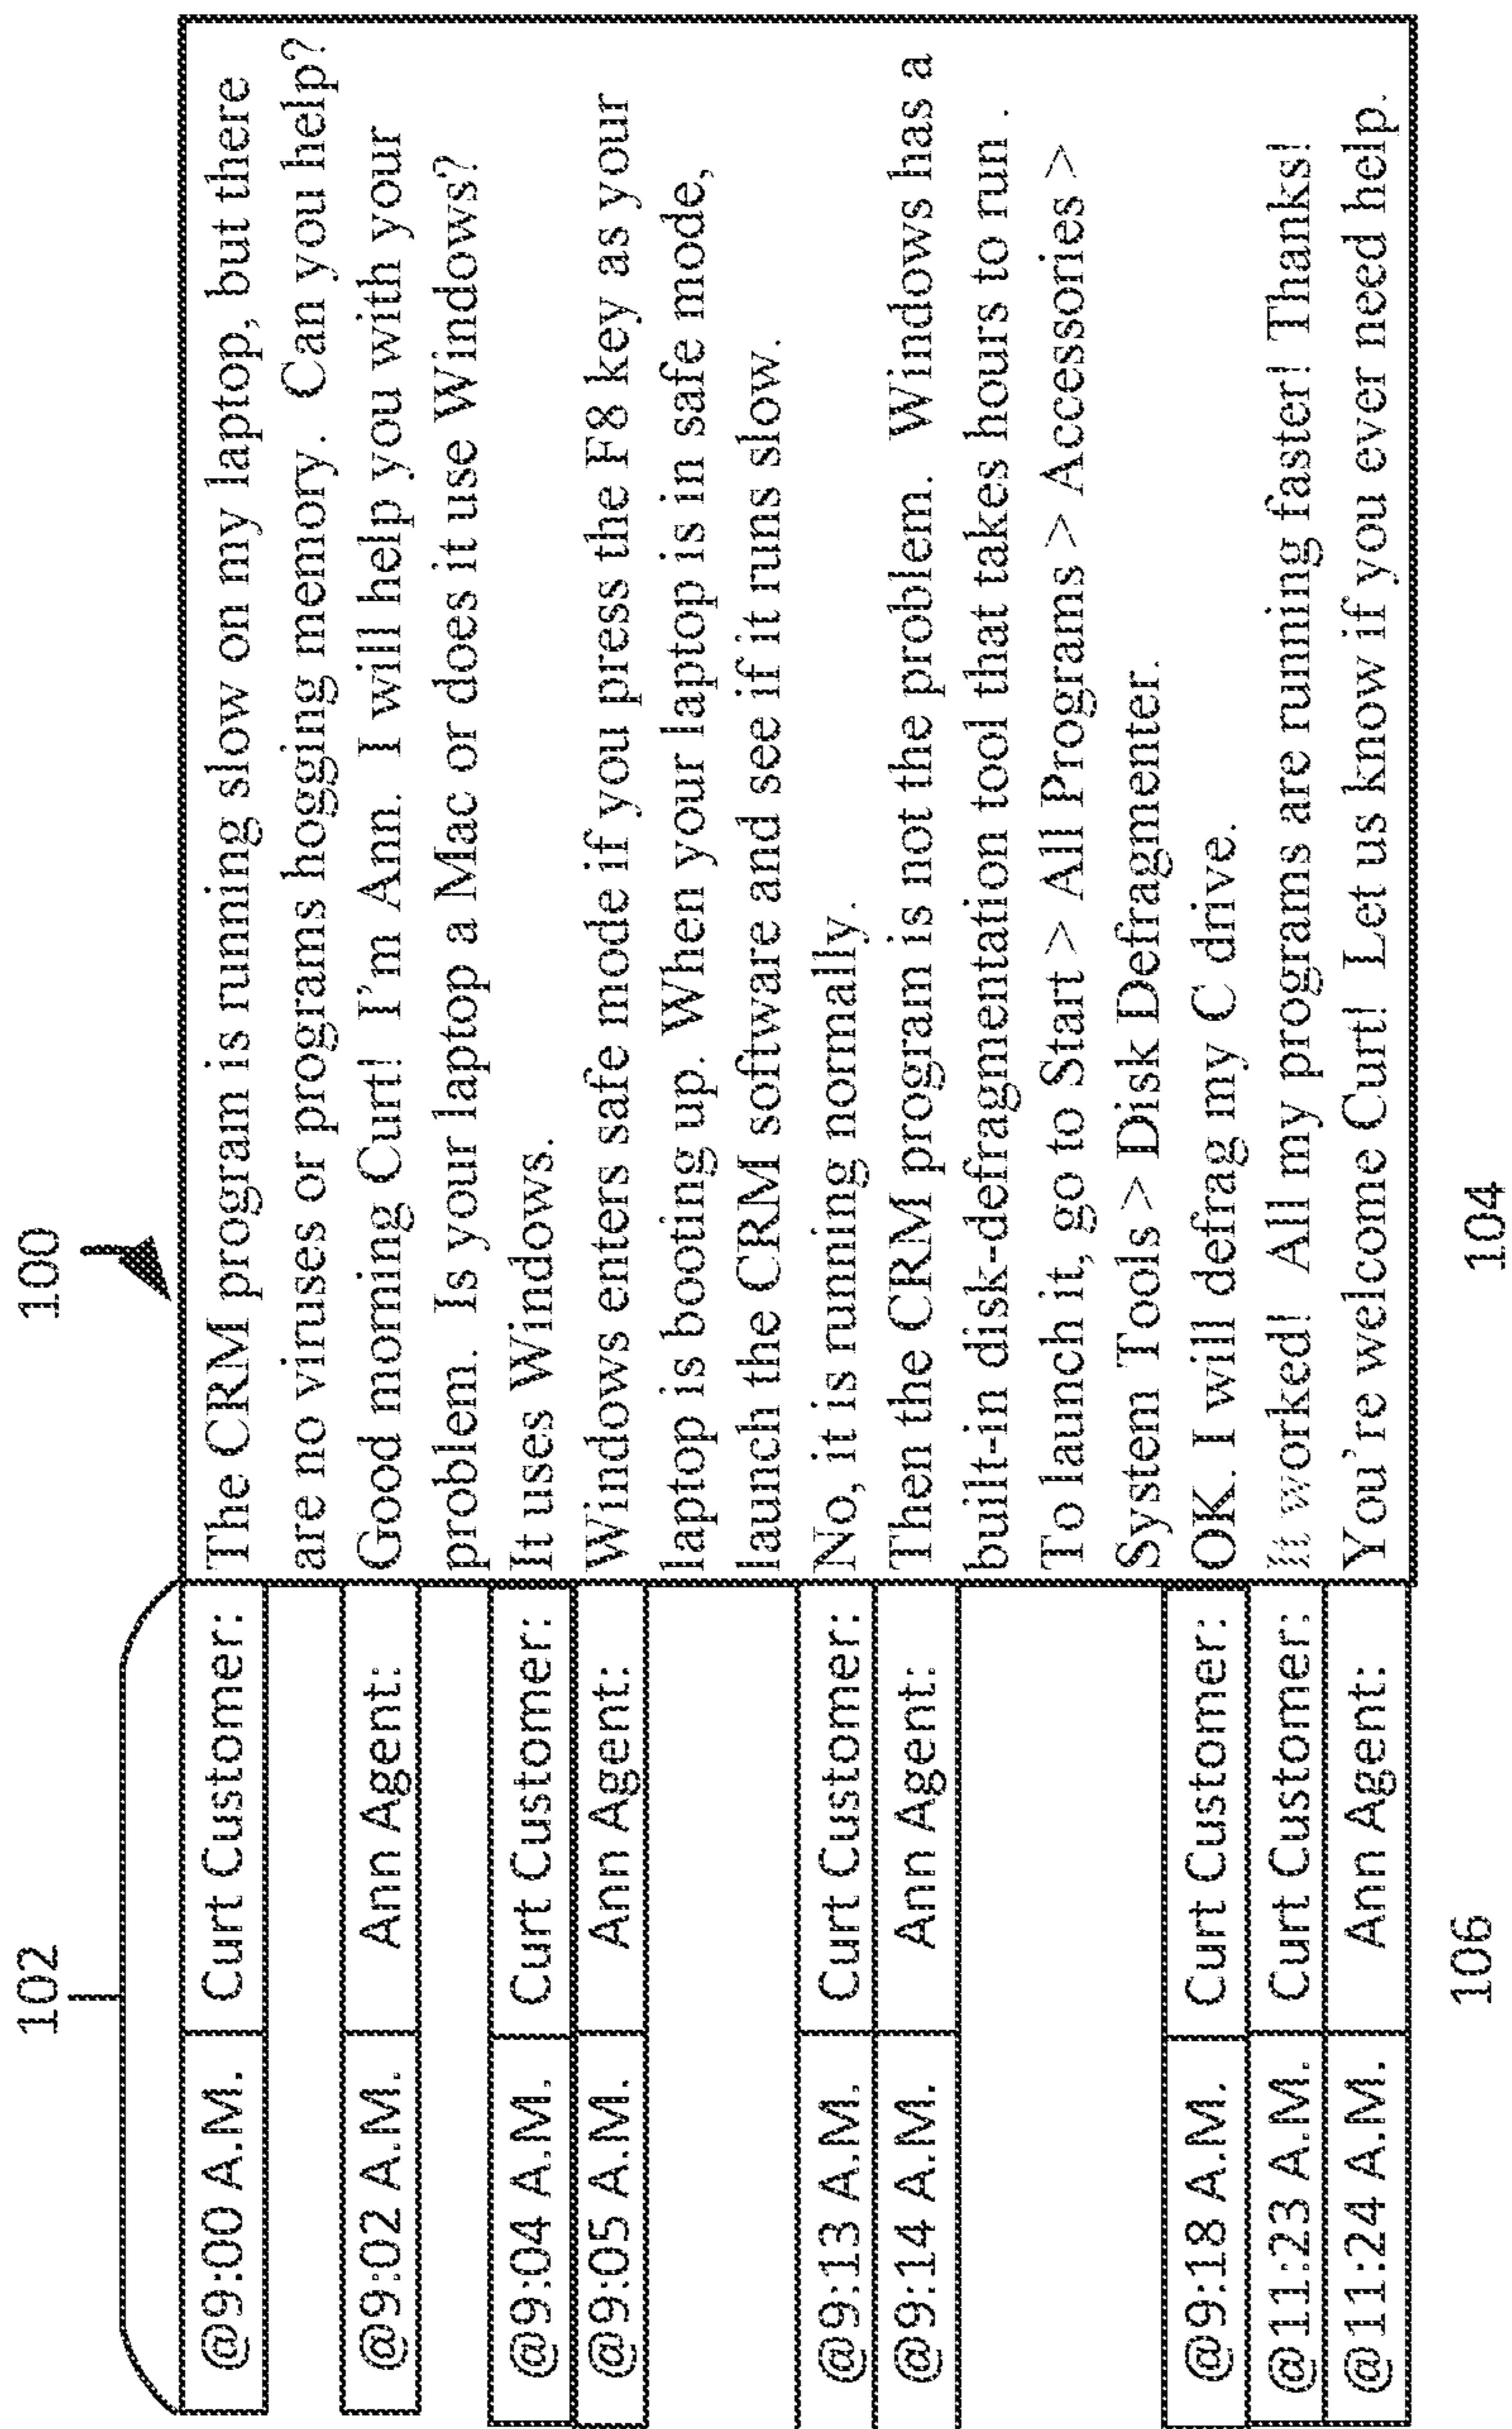 100
102
@9:00 A.M. Curt Customer: The CRM program is running slow on my laptop, but there
are no viruses or programs hogging memory. Can you help?
@9:02 A.M. Ann Agent: Good morning Curt! I'm Ann. I will help you with your
problem. Is your laptop a Mac or does it use Windows?
@9:04 A.M. Curt Customer: It uses Windows.
@9:05 A.M. Ann Agent: Windows enters safe mode if you press the F8 key as your
laptop is booting up. When your laptop is in safe mode,
launch the CRM software and see if it runs slow.
@9:13 A.M. Curt Customer: No, it is running normally.
@9:14 A.M. Ann Agent: Then the CRM program is not the problem. Windows has a
built-in disk-defragmentation tool that takes hours to run .
To launch it, go to Start > All Programs > Accessories >
System Tools > Disk Defragmenter.
@9:18 A.M. Curt Customer: OK. I will defrag my C drive.
@11:23 A.M. Curt Customer: It worked! All my programs are running faster! Thanks!
@11:24 A.M. Ann Agent: You're welcome Curt! Let us know if you ever need help.
106
104